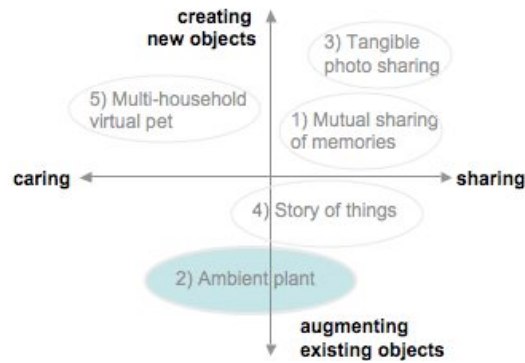 creating
new objects
3) Tangible
photo sharing
5) Multi-household
virtual pet
1) Mutual sharing
of memories
caring
sharing
4) Story of things
2) Ambient plant
augmenting
existing objects